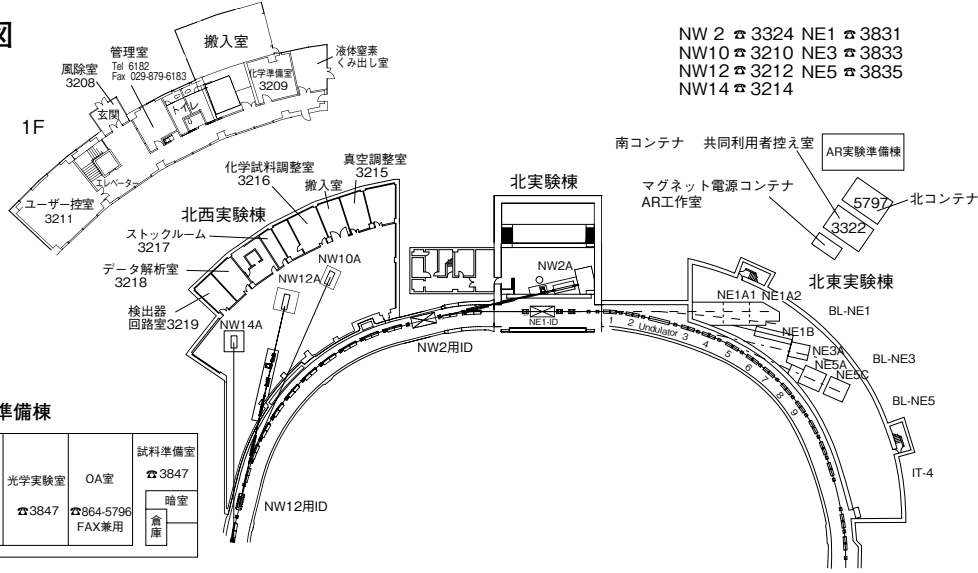 図
NW 2 ☎ 3324 NE1 ☎ 3831
NW10 ☎ 3210 NE3 ☎ 3833
NW12 ☎ 3212 NE5 ☎ 3835
NW14 ☎ 3214
1F
風除室
3208
管理室
Tel 6182
Fax 029-879-6183
搬入室
液体窒素
くみ出し室
化学準備室
3209
玄関
トイレ
エレベーター
ユーザー控室
3211
南コンテナ
共同利用者控え室
AR実験準備棟
マグネット電源コンテナ
AR工作室
5797
北コンテナ
3322
化学試料調整室
3216
搬入室
真空調整室
3215
北実験棟
北西実験棟
ストックルーム
3217
データ解析室
3218
検出器
回路室3219
NW10A
NW12A
NW14A
NW2A
北東実験棟
NE1A1
NE1A2
BL-NE1
NE1B
NE3A
BL-NE3
NE5A
NE5C
BL-NE5
IT-4
NE1-ID
1 2 Undulator 3 4 5 6 7 8 9
NW2用ID
NW12用ID
準備棟
光学実験室
☎3847
OA室
☎864-5796
FAX兼用
試料準備室
☎3847
暗室
倉庫